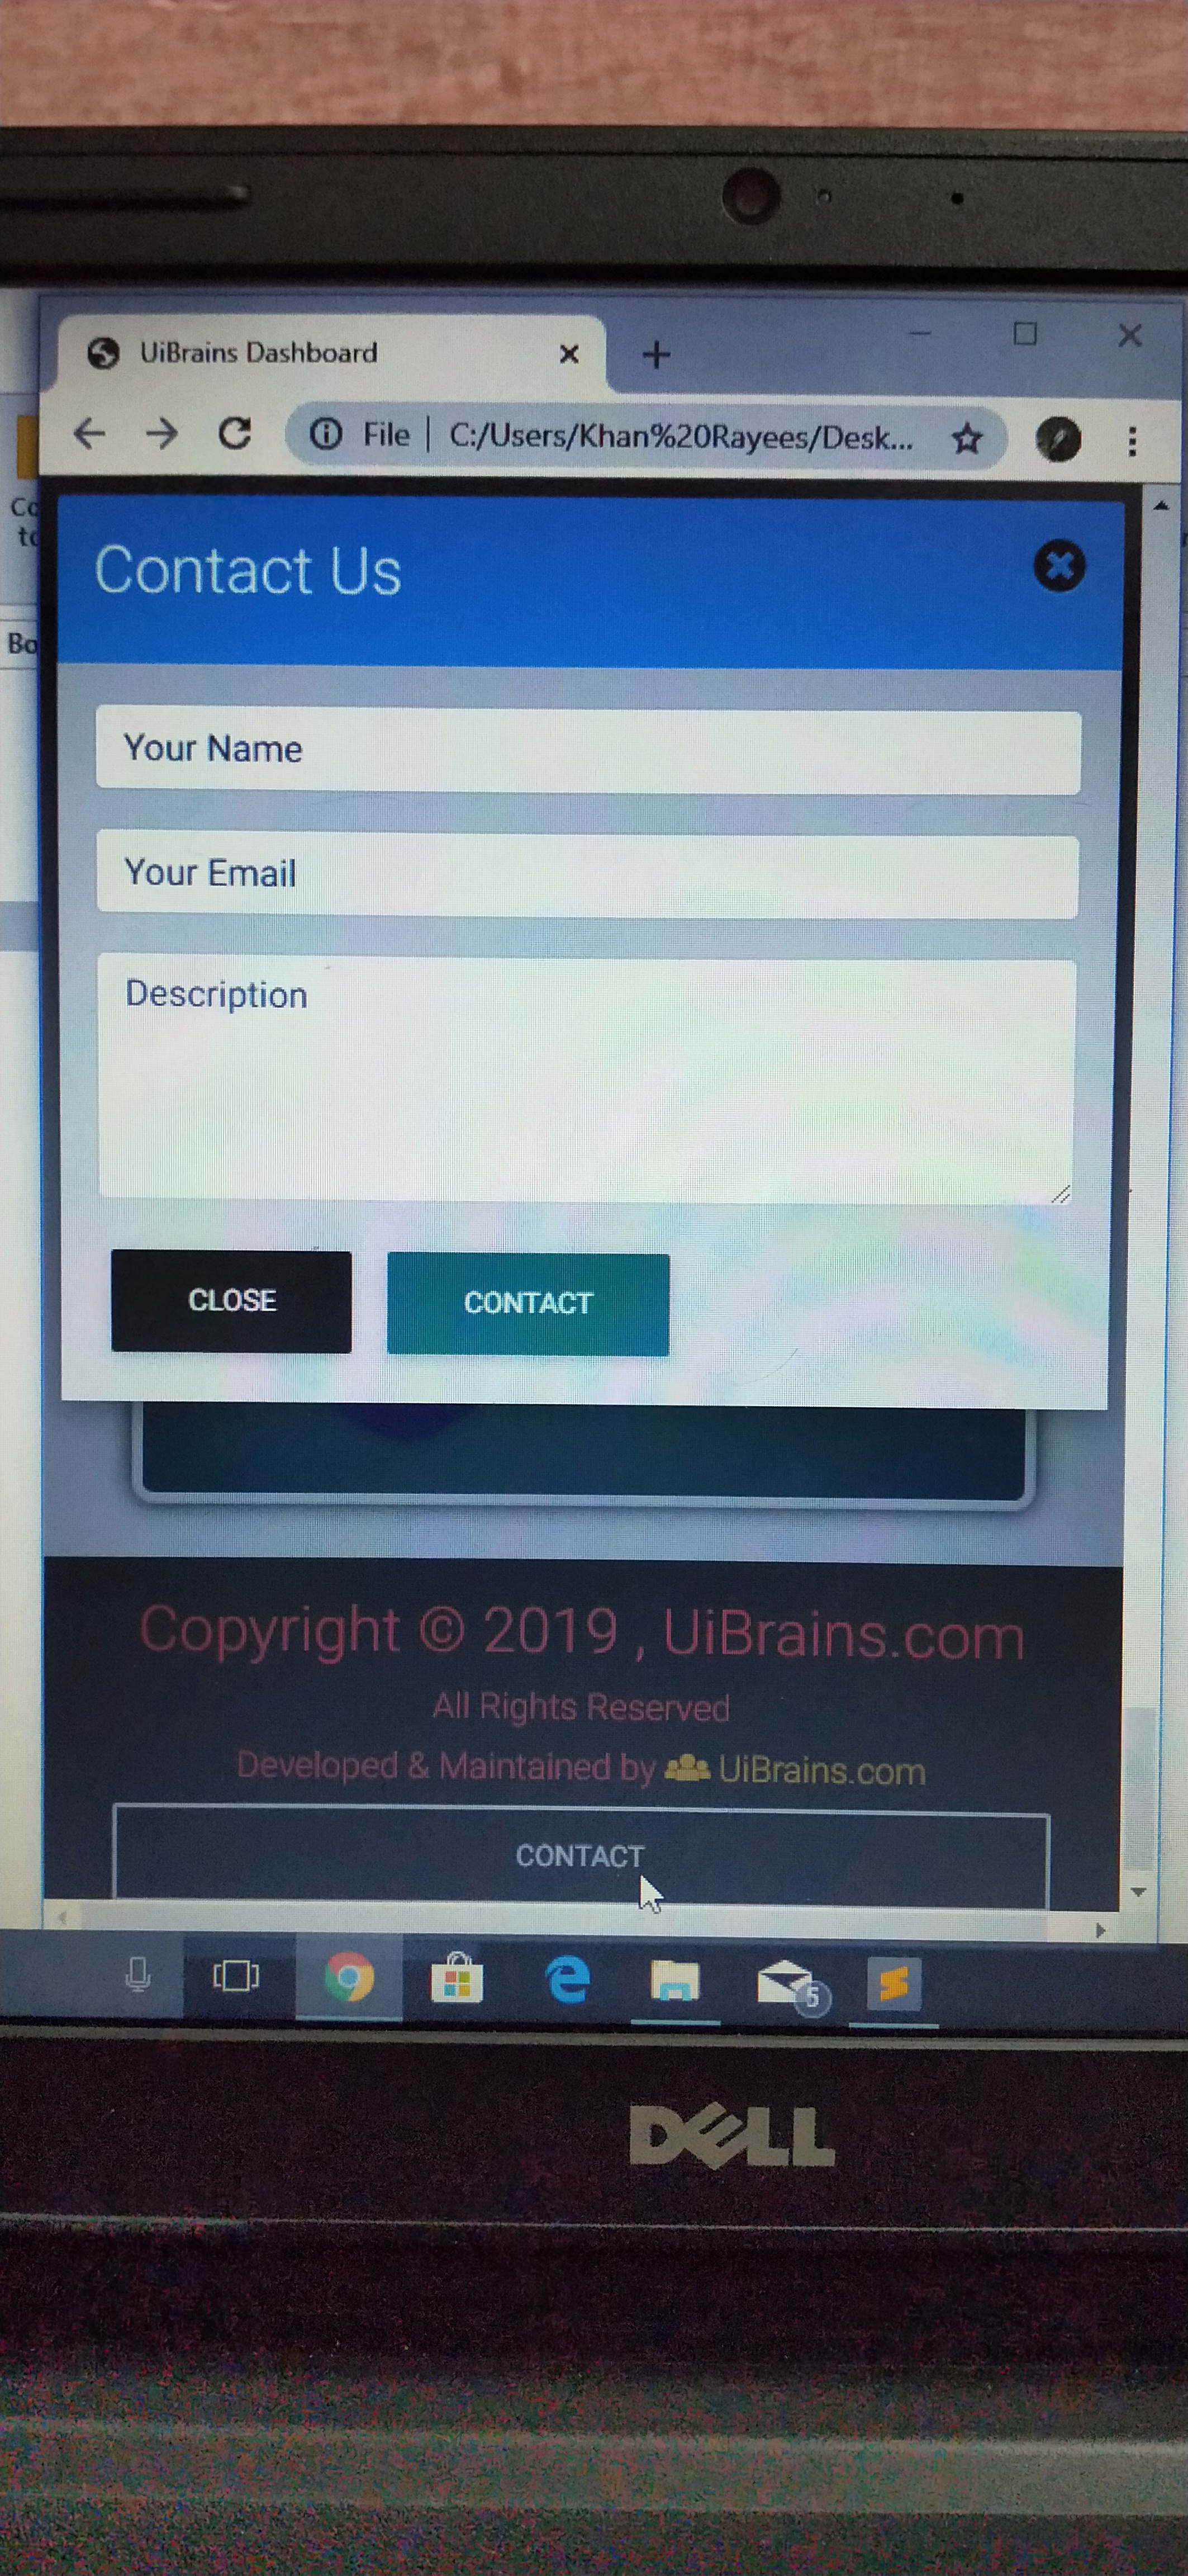 UiBrains Dashboard
File | C:/Users/Khan%20Rayees/Desk...
Co
to
Contact Us
Bo
Your Name
Your Email
Description
CLOSE CONTACT
Copyright © 2019 , UiBrains.com
All Rights Reserved
Developed & Maintained by UiBrains.com
CONTACT
5
DELL